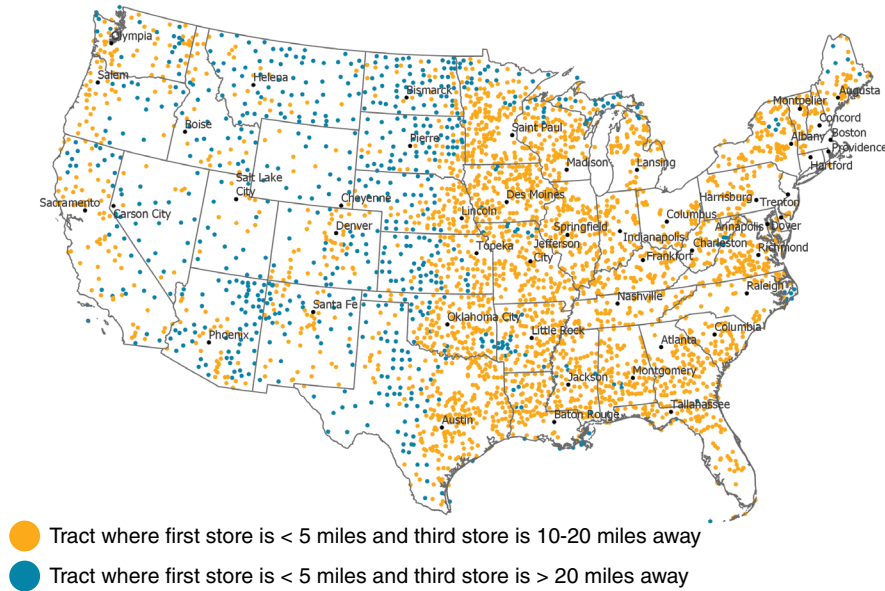 Olympia
Salem
Helena
Bismarck
Boise
Pierre
Saint Paul
Montpelier
Augusta
Concord
Albany
Boston
Providence
Hartford
Madison
Lansing
Salt Lake
City
Cheyenne
Des Moines
Lincoln
Harrisburg
Trenton
Sacramento
Carson City
Denver
Springfield
Columbus
Indianapolis
Annapolis
Dover
Topeka
Jefferson
City
Charleston
Richmond
Frankfort
Santa Fe
Nashville
Raleigh
Phoenix
Oklahoma City
Little Rock
Columbia
Atlanta
Jackson
Montgomery
Austin
Baton Rouge
Tallahassee
Tract where first store is < 5 miles and third store is 10-20 miles away
Tract where first store is < 5 miles and third store is > 20 miles away